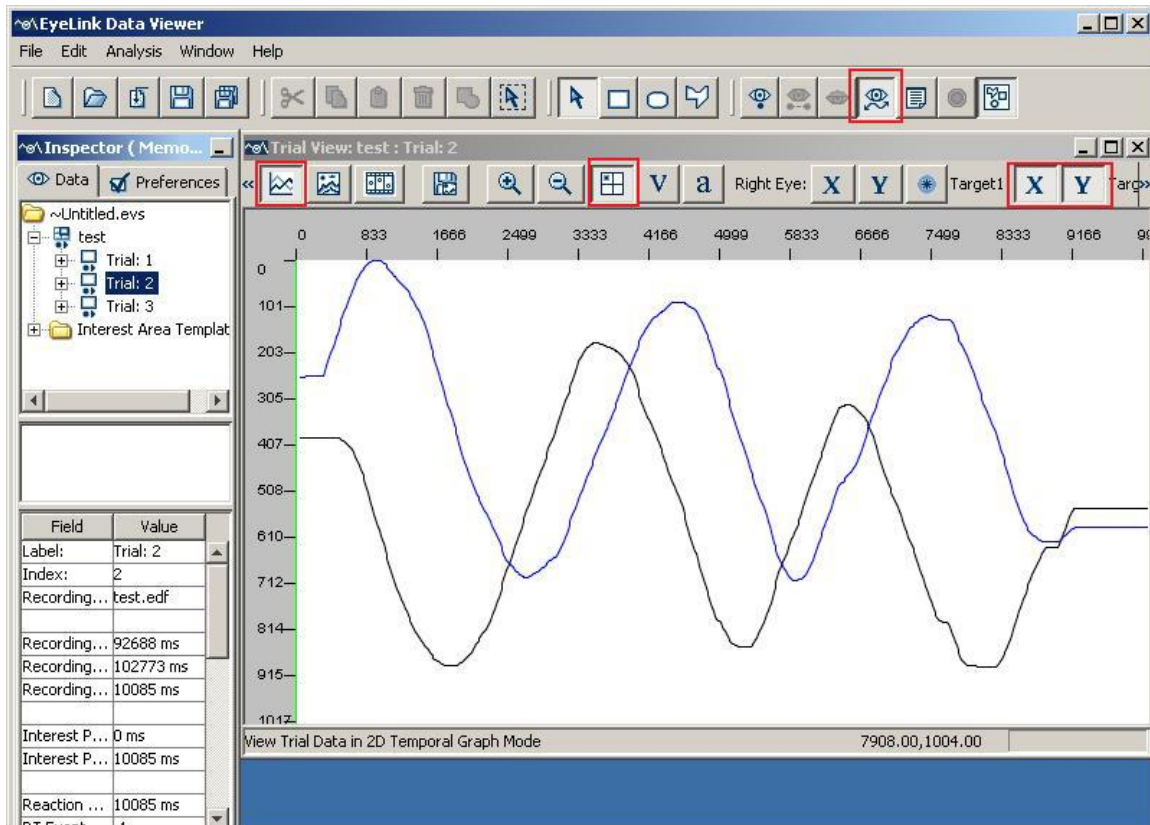 EyeLink Data Viewer
File Edit Analysis Window Help
Inspector ( Memo...
Data Preferences
~Untitled.evs
test
Trial: 1
Trial: 2
Trial: 3
Interest Area Templat
Field Value
Label: Trial: 2
Index: 2
Recording... test.edf
Recording... 92688 ms
Recording... 102773 ms
Recording... 10085 ms
Interest P... 0 ms
Interest P... 10085 ms
Reaction ... 10085 ms
Trial View: test : Trial: 2
« V a Right Eye: X Y Target1 X Y Targ»
0 833 1666 2499 3333 4166 4999 5833 6666 7499 8333 9166
0
101
203
305
407
508
610
712
814
915
1017
View Trial Data in 2D Temporal Graph Mode 7908.00,1004.00